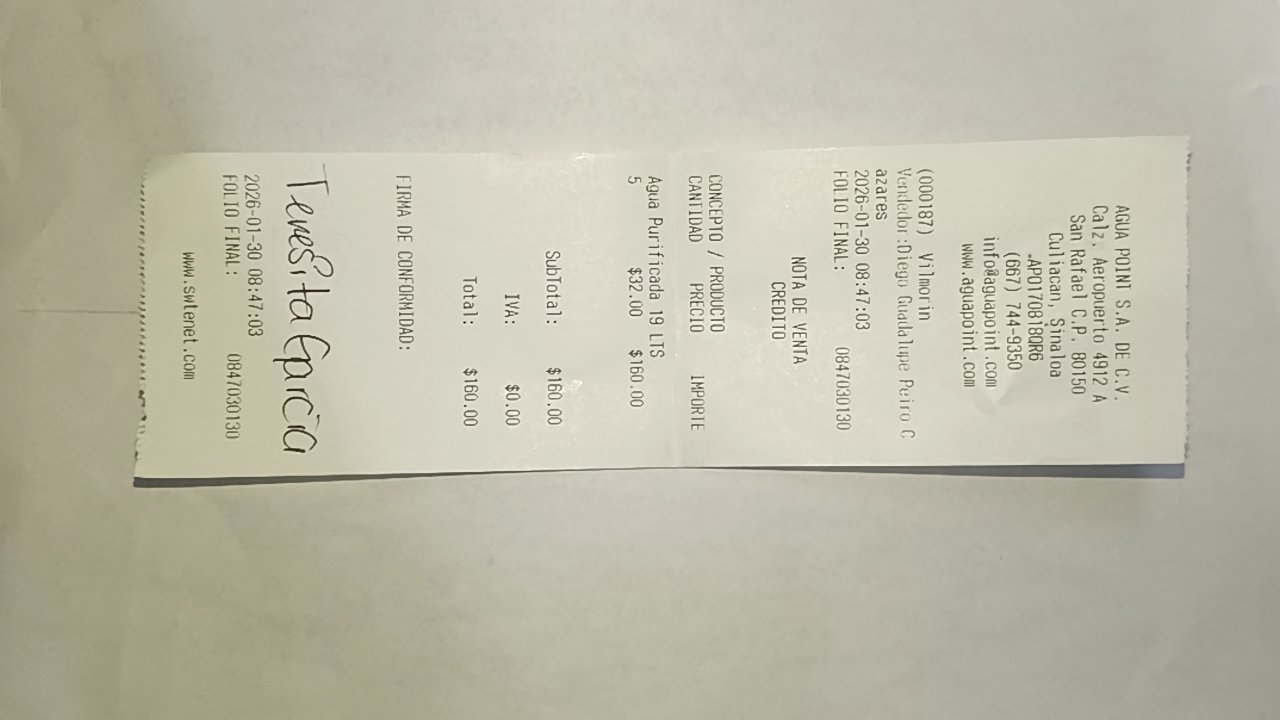 AGUA POINT S.A. DE C.V.
Calz. Aeropuerto 4912 A
San Rafael C.P. 80150
Culiacan, Sinaloa
.APO170818QR6
(667) 744-9350
info@aguapoint.com
www.aguapoint.com
(000187) Vilmorin
Vendedor:Diego Guadalupe Peiro C
azares
2026-01-30 08:47:03
FOLIO FINAL: 0847030130
NOTA DE VENTA
CREDITO
CONCEPTO / PRODUCTO
CANTIDAD PRECIO IMPORTE
Agua Purificada 19 LTS
5 $32.00 $160.00
SubTotal: $160.00
IVA: $0.00
Total: $160.00
FIRMA DE CONFORMIDAD:
Teresita García
2026-01-30 08:47:03
FOLIO FINAL: 0847030130
www.swtenet.com